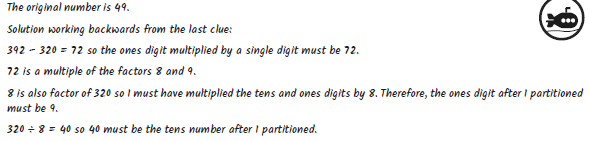 The original number is 49.
Solution working backwards from the last clue:
392 - 320 = 72 so the ones digit multiplied by a single digit must be 72.
72 is a multiple of the factors 8 and 9.
8 is also factor of 320 so I must have multiplied the tens and ones digits by 8. Therefore, the ones digit after I partitioned
must be 9.
320 ÷ 8 = 40 so 40 must be the tens number after I partitioned.